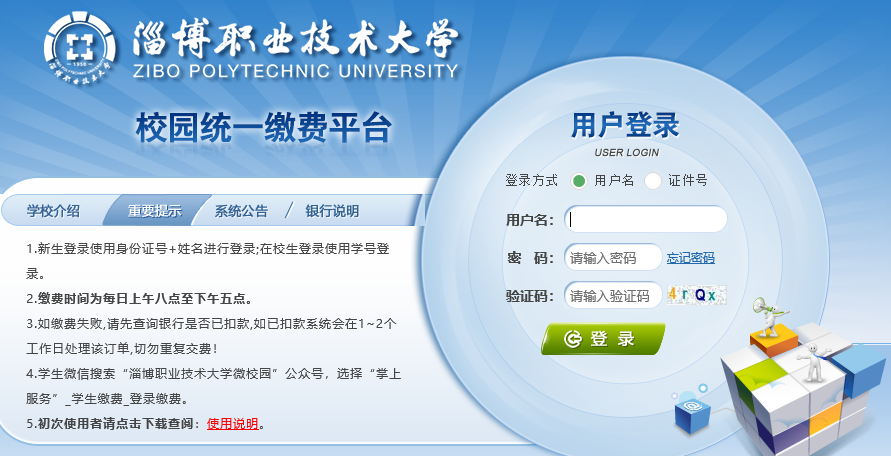 淄博职业技术大学
ZIBO POLYTECHNIC UNIVERSITY
1956
淄博职业技术大学
校园统一缴费平台
学校介绍 重要提示 系统公告 银行说明
1.新生登录使用身份证号+姓名进行登录;在校生登录使用学号登
录。
2.缴费时间为每日上午八点至下午五点。
3.如缴费失败,请先查询银行是否已扣款,如已扣款系统会在1~2个
工作日处理该订单,切勿重复交费!
4.学生微信搜索“淄博职业技术大学微校园”公众号，选择“掌上
服务”_学生缴费_登录缴费。
5.初次使用者请点击下载查阅：使用说明。
用户登录
USER LOGIN
登录方式 用户名 证件号
用户名：
密 码： 请输入密码 忘记密码
验证码： 请输入验证码 4rQx
登 录